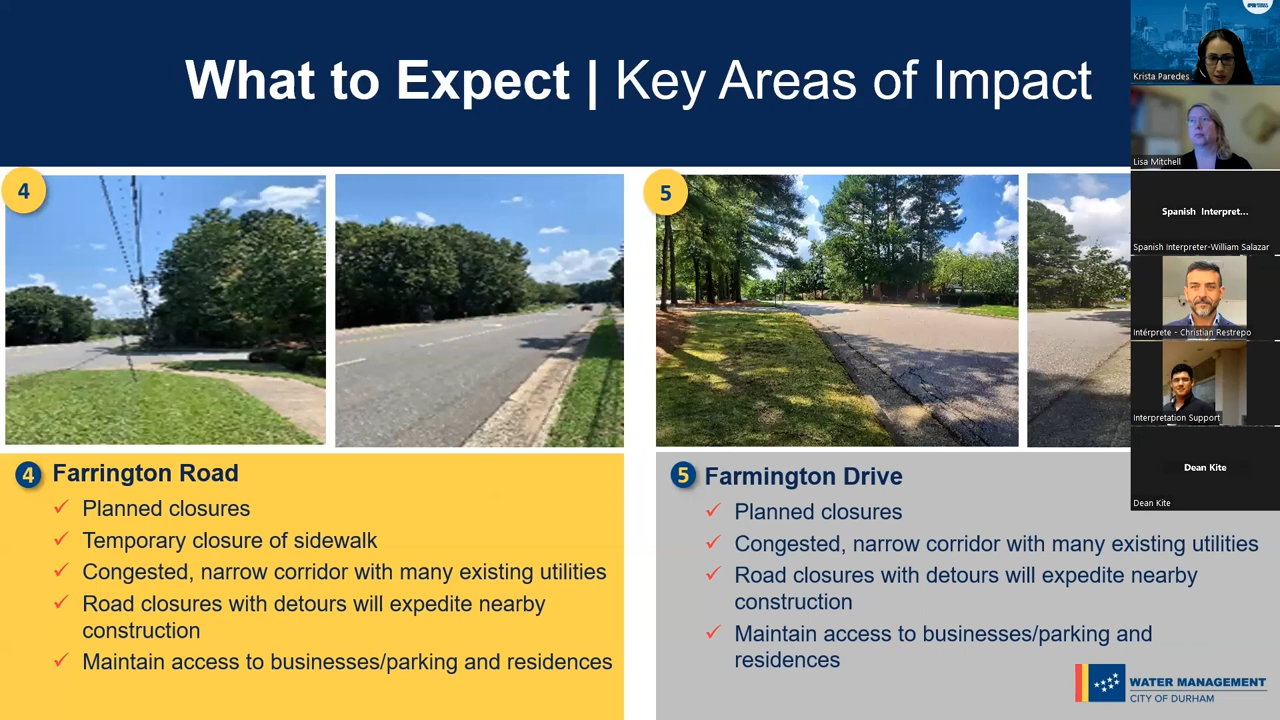 What to Expect | Key Areas of Impact
4
5
4 Farrington Road
✓ Planned closures
✓ Temporary closure of sidewalk
✓ Congested, narrow corridor with many existing utilities
✓ Road closures with detours will expedite nearby
construction
✓ Maintain access to businesses/parking and residences
5 Farmington Drive
✓ Planned closures
✓ Congested, narrow corridor with many existing utilities
✓ Road closures with detours will expedite nearby
construction
✓ Maintain access to businesses/parking and
residences
WATER MANAGEMENT
CITY OF DURHAM
Krista Paredes
Lisa Mitchell
Spanish Interpret...
Spanish Interpreter-William Salazar
Intérprete - Christian Restrepo
Interpretation Support
Dean Kite
Dean Kite